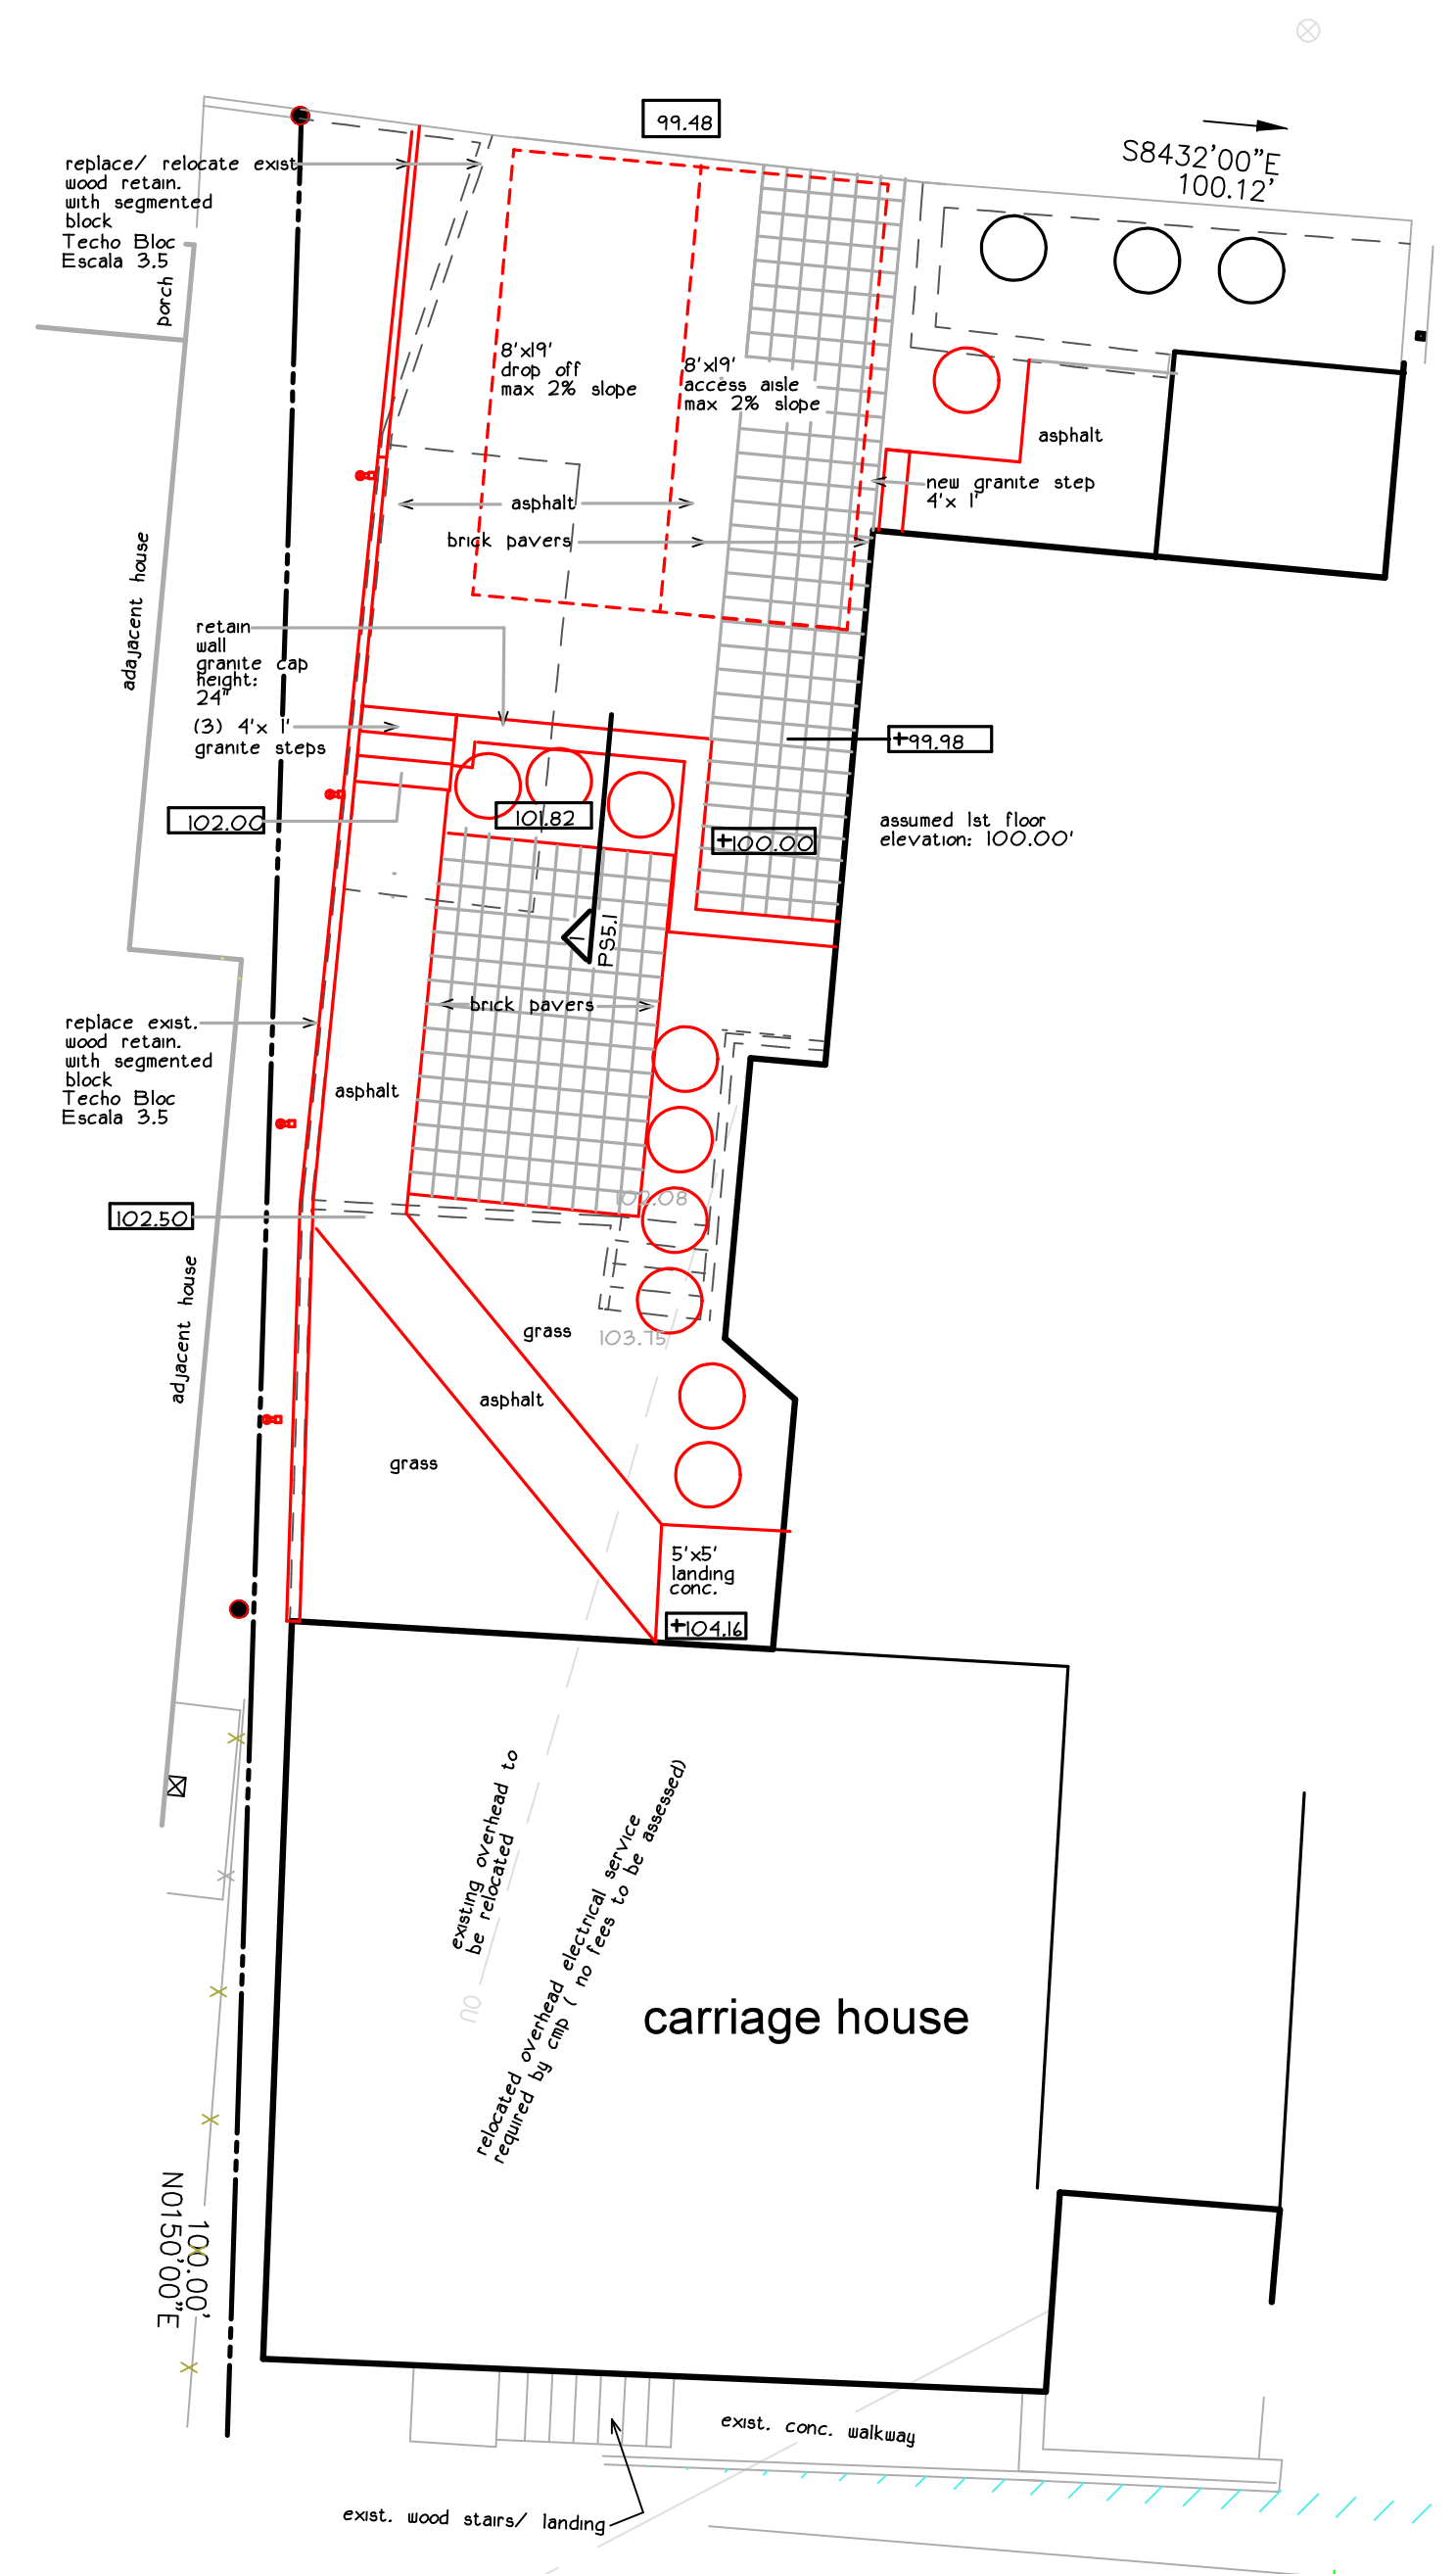 99.48
S8432'00"E
100.12'
replace/ relocate exist
wood retain.
with segmented
block
Techo Bloc
Escala 3.5
porch
8'x19'
drop off
max 2% slope
8'x19'
access aisle
max 2% slope
asphalt
new granite step
4'x 1'
asphalt
brick pavers
adajacent house
retain
wall
granite cap
height:
24"
(3) 4'x 1'
granite steps
+99.98
102.00
101.82
+100.00
assumed 1st floor
elevation: 100.00'
PS5.1
1
brick pavers
replace exist.
wood retain.
with segmented
block
Techo Bloc
Escala 3.5
asphalt
102.08
102.50
adjacent house
grass
103.75
asphalt
grass
5'x5'
landing
conc.
+104.16
existing overhead to
be relocated
relocated overhead electrical service
required by cmp ( no fees to be assessed)
OU
carriage house
100.00'
N0150'00"E
exist. conc. walkway
exist. wood stairs/ landing